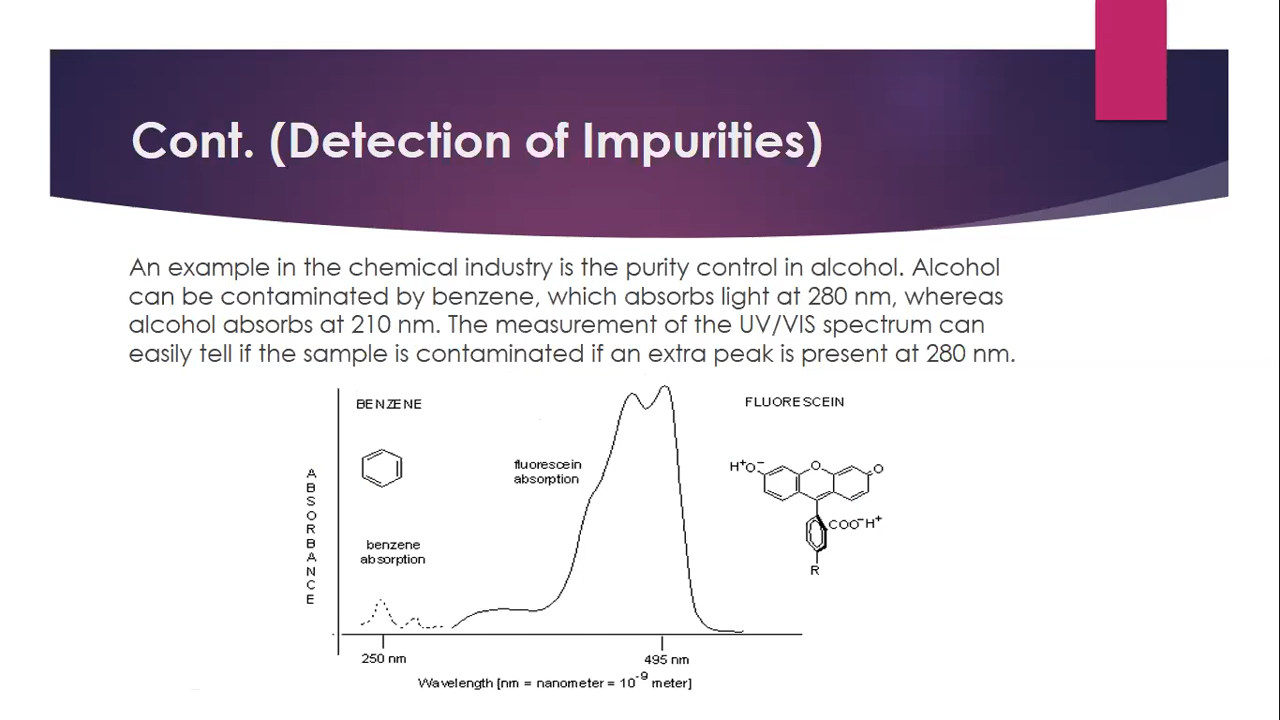 Cont. (Detection of Impurities)
An example in the chemical industry is the purity control in alcohol. Alcohol
can be contaminated by benzene, which absorbs light at 280 nm, whereas
alcohol absorbs at 210 nm. The measurement of the UV/VIS spectrum can
easily tell if the sample is contaminated if an extra peak is present at 280 nm.
BENZENE
FLUORESCEIN
ABSORBANCE
fluorescein
absorption
benzene
absorption
H⁺O⁻
O
O
COO⁻H⁺
R
250 nm
495 nm
Wavelength [nm = nanometer = 10⁻⁹ meter]